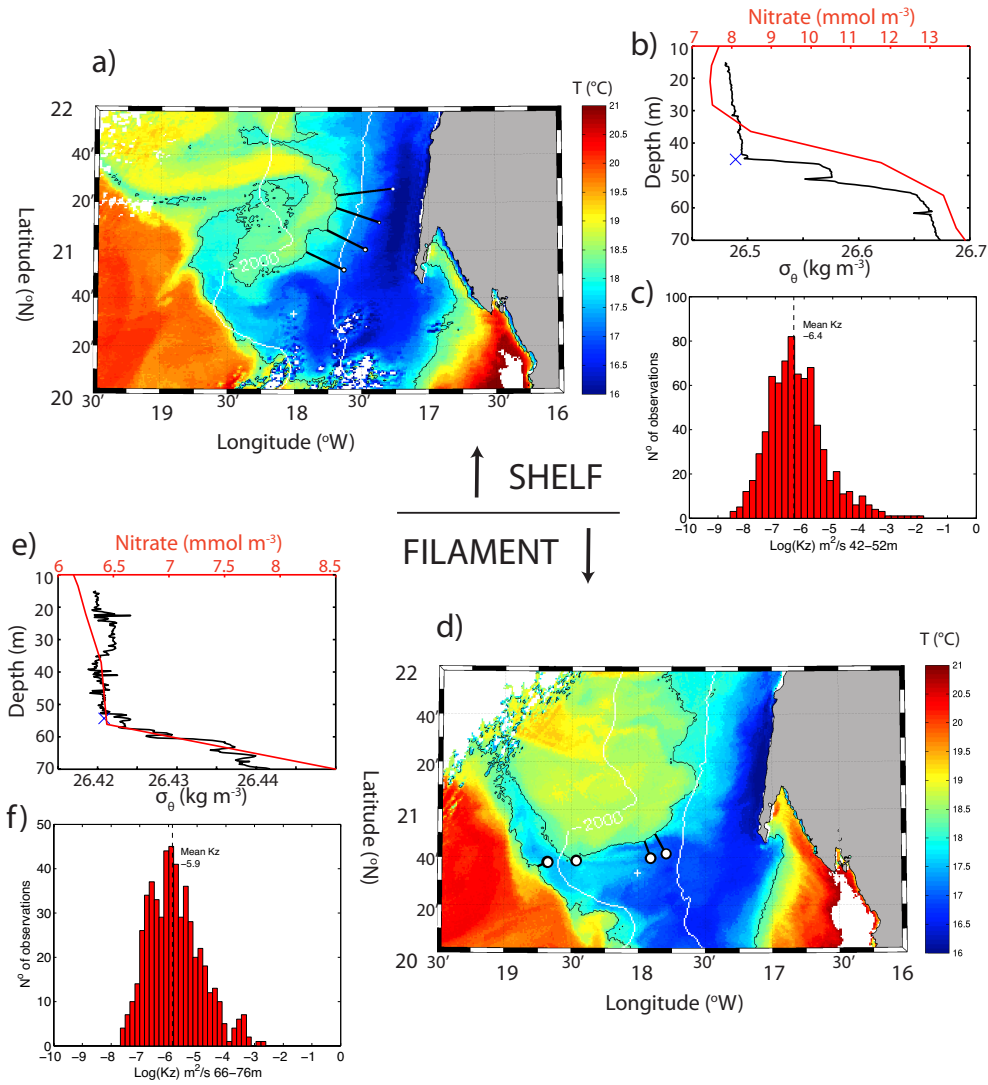 a)
T (°C)
22
40'
20'
21
40'
20'
20
Latitude (°N)
−2000
30'
19
30'
18
30'
17
30'
16
Longitude (°W)
21
20.5
20
19.5
19
18.5
18
17.5
17
16.5
16
b)
Nitrate (mmol m-3)
7 8 9 10 11 12 13
10
20
30
40
50
60
70
Depth (m)
26.5 26.6 26.7
σθ (kg m-3)
c)
100
80
60
40
20
0
Nº of observations
Mean Kz
−6.4
−10 −9 −8 −7 −6 −5 −4 −3 −2 −1 0
Log(Kz) m²/s 42−52m
SHELF
FILAMENT
e)
Nitrate (mmol m-3)
6 6.5 7 7.5 8 8.5
10
20
30
40
50
60
70
Depth (m)
26.42 26.43 26.44
σθ (kg m-3)
f)
50
40
30
20
10
0
Nº of observations
Mean Kz
−5.9
−10 −9 −8 −7 −6 −5 −4 −3 −2 −1 0
Log(Kz) m²/s 66−76m
d)
T (°C)
22
40'
20'
21
40'
20'
20
Latitude (°N)
−2000
30'
19
30'
18
30'
17
30'
16
Longitude (°W)
21
20.5
20
19.5
19
18.5
18
17.5
17
16.5
16